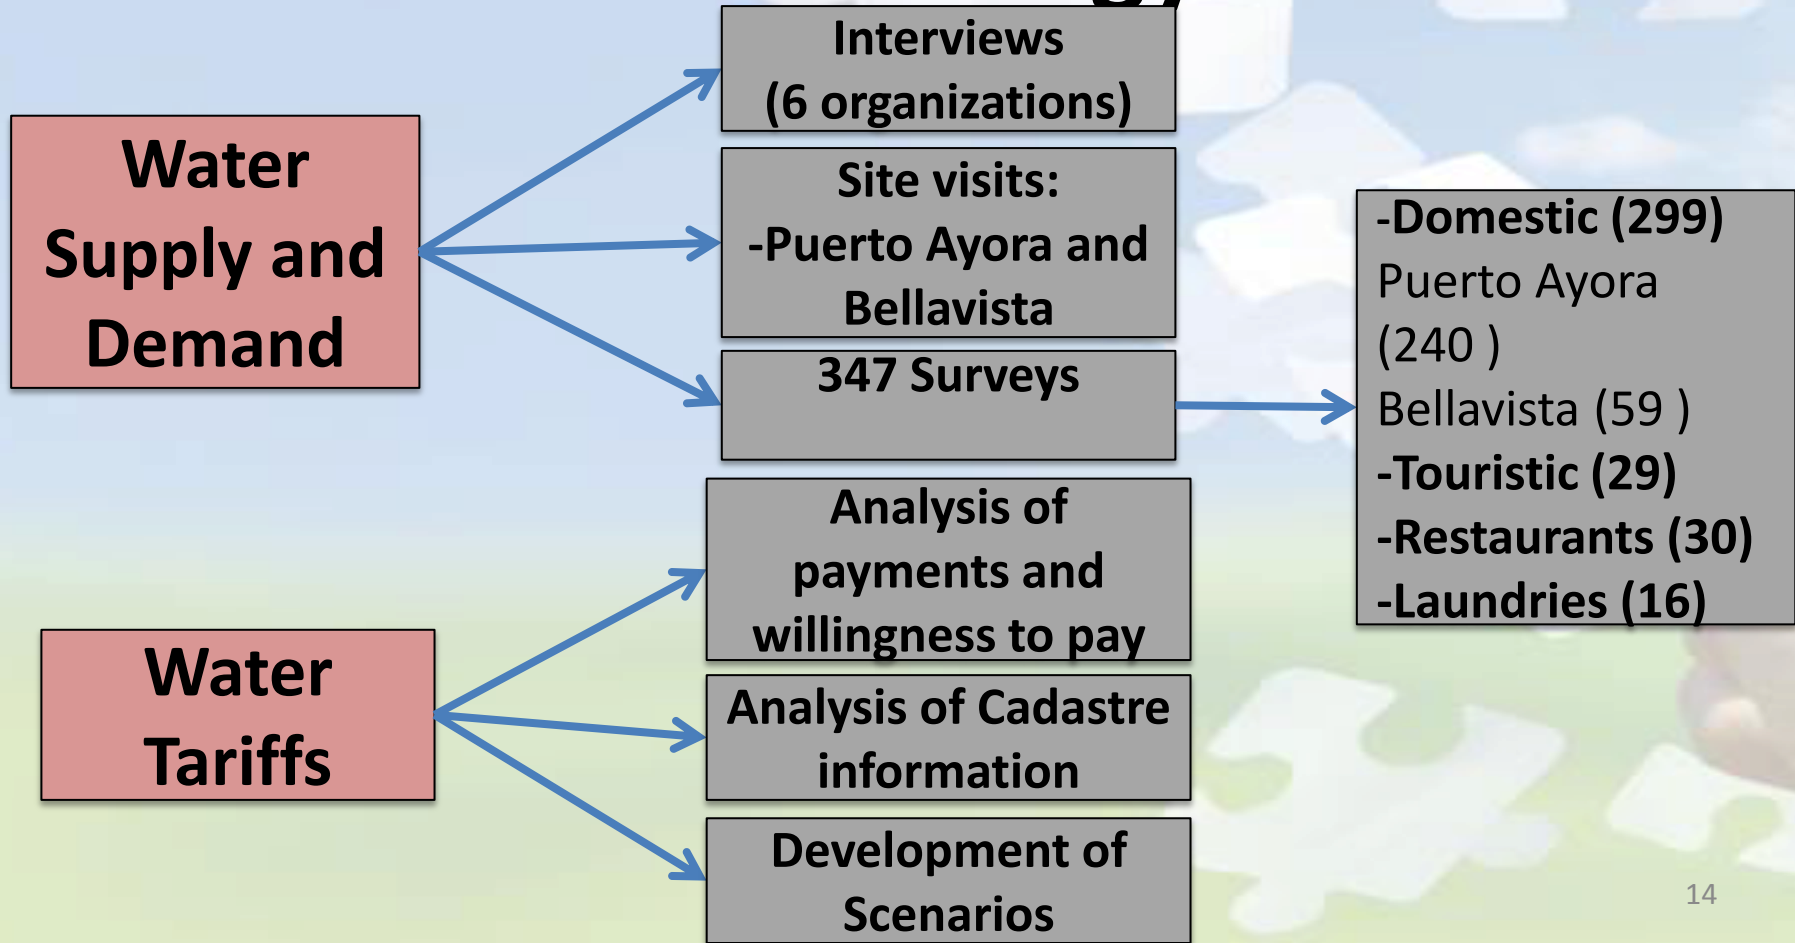 Interviews
(6 organizations)
Water
Supply and
Demand
Site visits:
-Puerto Ayora and
Bellavista
347 Surveys
-Domestic (299)
Puerto Ayora
(240 )
Bellavista (59 )
-Touristic (29)
-Restaurants (30)
-Laundries (16)
Water
Tariffs
Analysis of
payments and
willingness to pay
Analysis of Cadastre
information
Development of
Scenarios
14